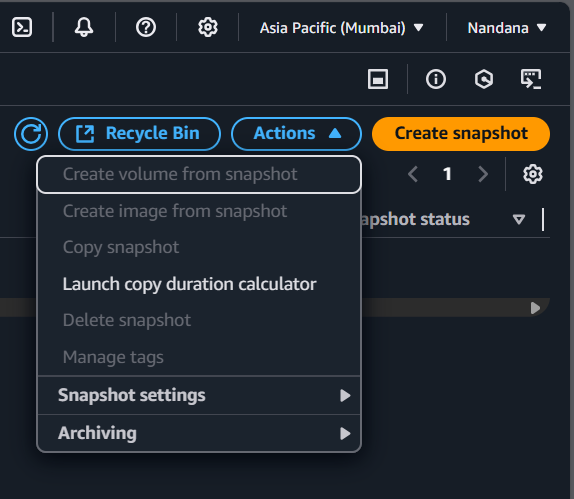 Asia Pacific (Mumbai) Nandana
Recycle Bin Actions Create snapshot
Create volume from snapshot
1
Create image from snapshot
apshot status
Copy snapshot
Launch copy duration calculator
Delete snapshot
Manage tags
Snapshot settings
Archiving